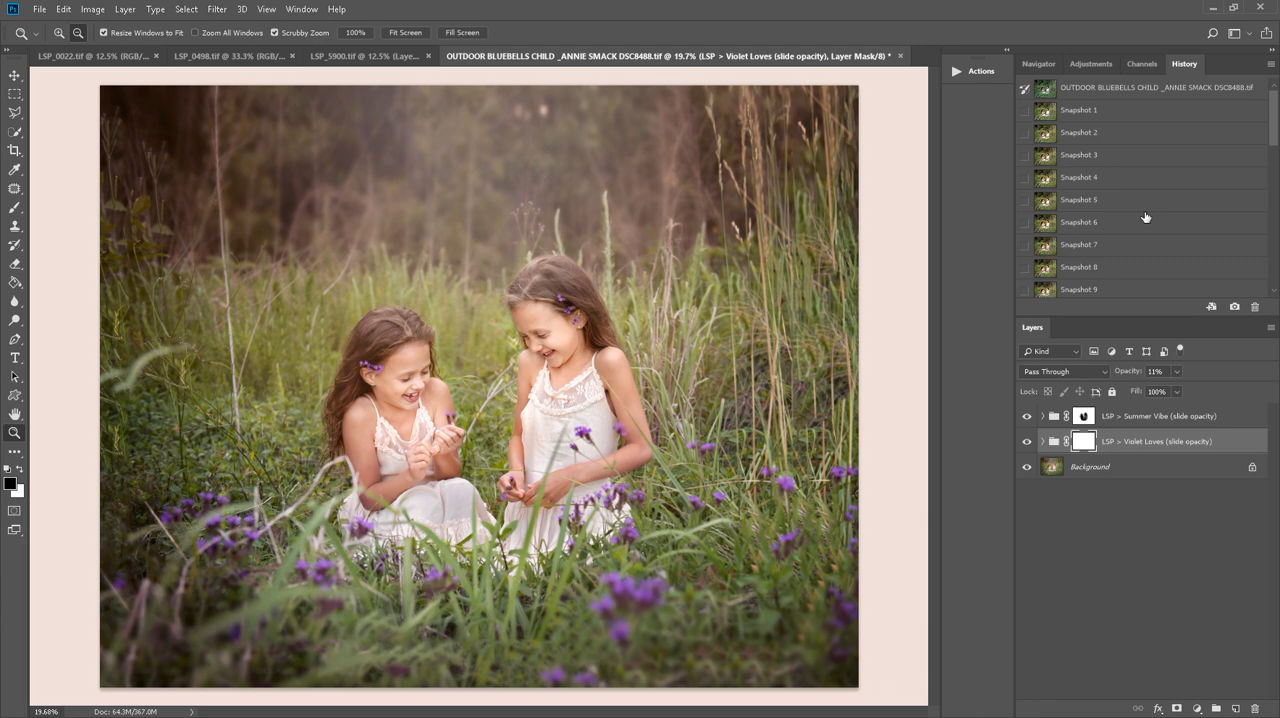 Ps File Edit Image Layer Type Select Filter 3D View Window Help
Resize Windows to Fit Zoom All Windows Scrubby Zoom 100% Fit Screen Fill Screen
LSP_0022.tif @ 12.5% (RGB/... × LSP_0498.tif @ 33.3% (RGB/... × LSP_5900.tif @ 12.5% (Laye... × OUTDOOR BLUEBELLS CHILD _ANNIE SMACK DSC8488.tif @ 19.7% (LSP > Violet Loves (slide opacity), Layer Mask/8) * ×
Actions
Navigator Adjustments Channels History
OUTDOOR BLUEBELLS CHILD _ANNIE SMACK DSC8488.tif
Snapshot 1
Snapshot 2
Snapshot 3
Snapshot 4
Snapshot 5
Snapshot 6
Snapshot 7
Snapshot 8
Snapshot 9
Layers
Kind
Pass Through Opacity: 11%
Lock: Fill: 100%
LSP > Summer Vibe (slide opacity)
LSP > Violet Loves (slide opacity)
Background
19.68% Doc: 64.3M/367.0M